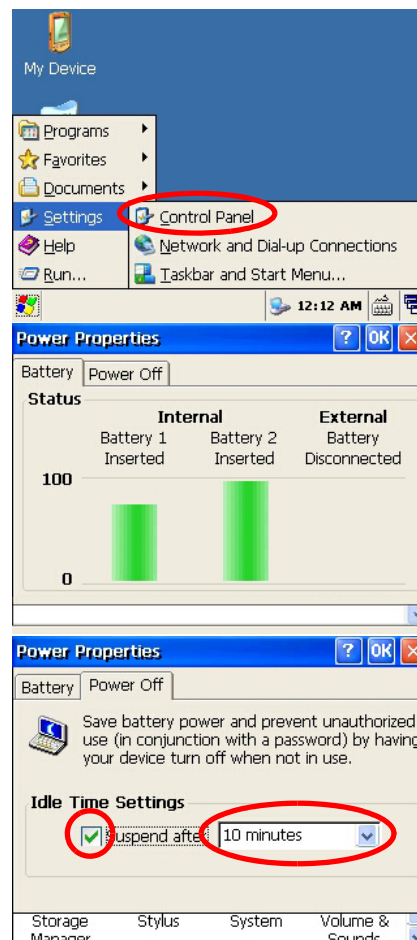 My Device
Programs
Favorites
Documents
Settings
Control Panel
Help
Network and Dial-up Connections
Run...
Taskbar and Start Menu...
12:12 AM
Power Properties
? OK ×
Battery Power Off
Status
Internal External
Battery 1 Battery 2 Battery
Inserted Inserted Disconnected
100
0
Power Properties
? OK ×
Battery Power Off
Save battery power and prevent unauthorized
use (in conjunction with a password) by having
your device turn off when not in use.
Idle Time Settings
Suspend after 10 minutes
Storage Stylus System Volume &
Manager Sounds